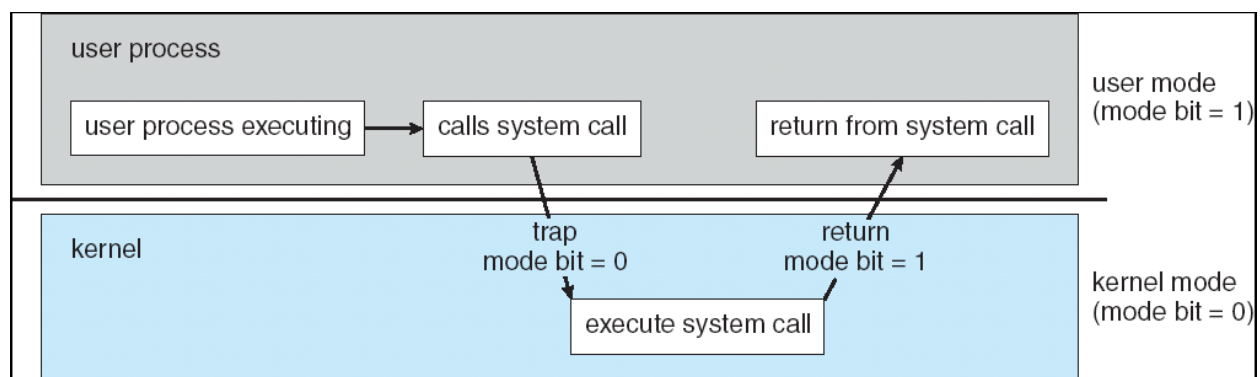 user process
user process executing
calls system call
return from system call
user mode
(mode bit = 1)
kernel
trap
mode bit = 0
return
mode bit = 1
execute system call
kernel mode
(mode bit = 0)